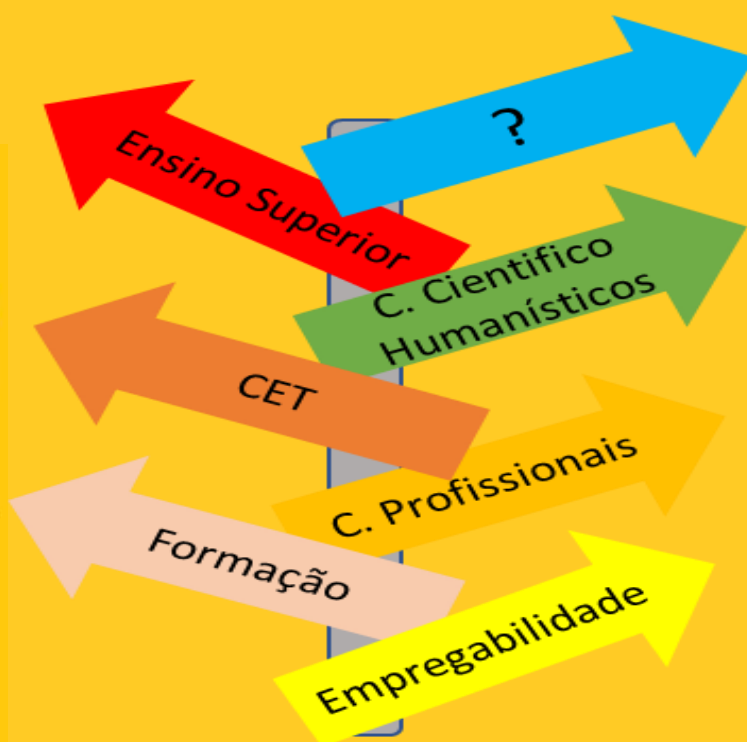 ?
Ensino Superior
C. Cientifico
Humanísticos
CET
C. Profissionais
Formação
Empregabilidade